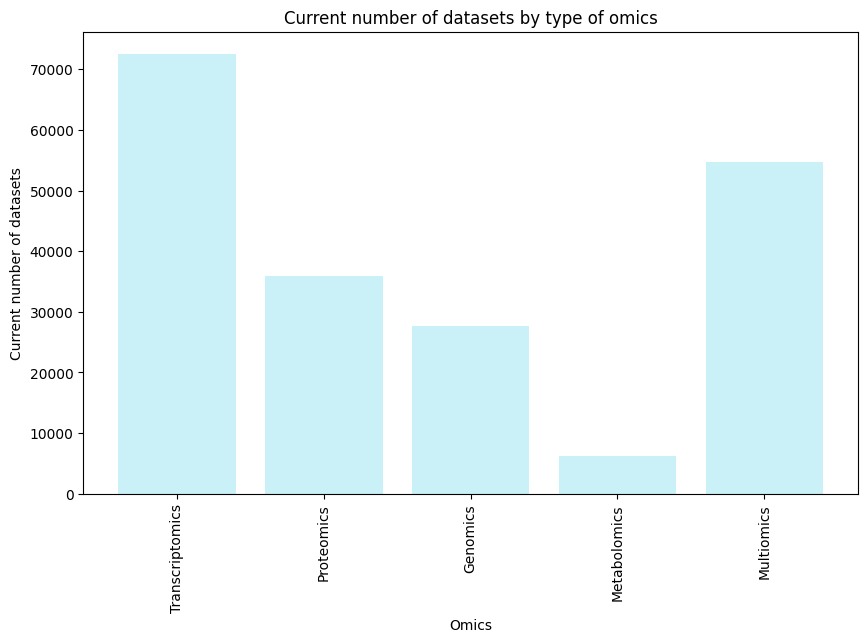 Current number of datasets by type of omics
Current number of datasets
70000
60000
50000
40000
30000
20000
10000
0
Transcriptomics
Proteomics
Genomics
Metabolomics
Multiomics
Omics